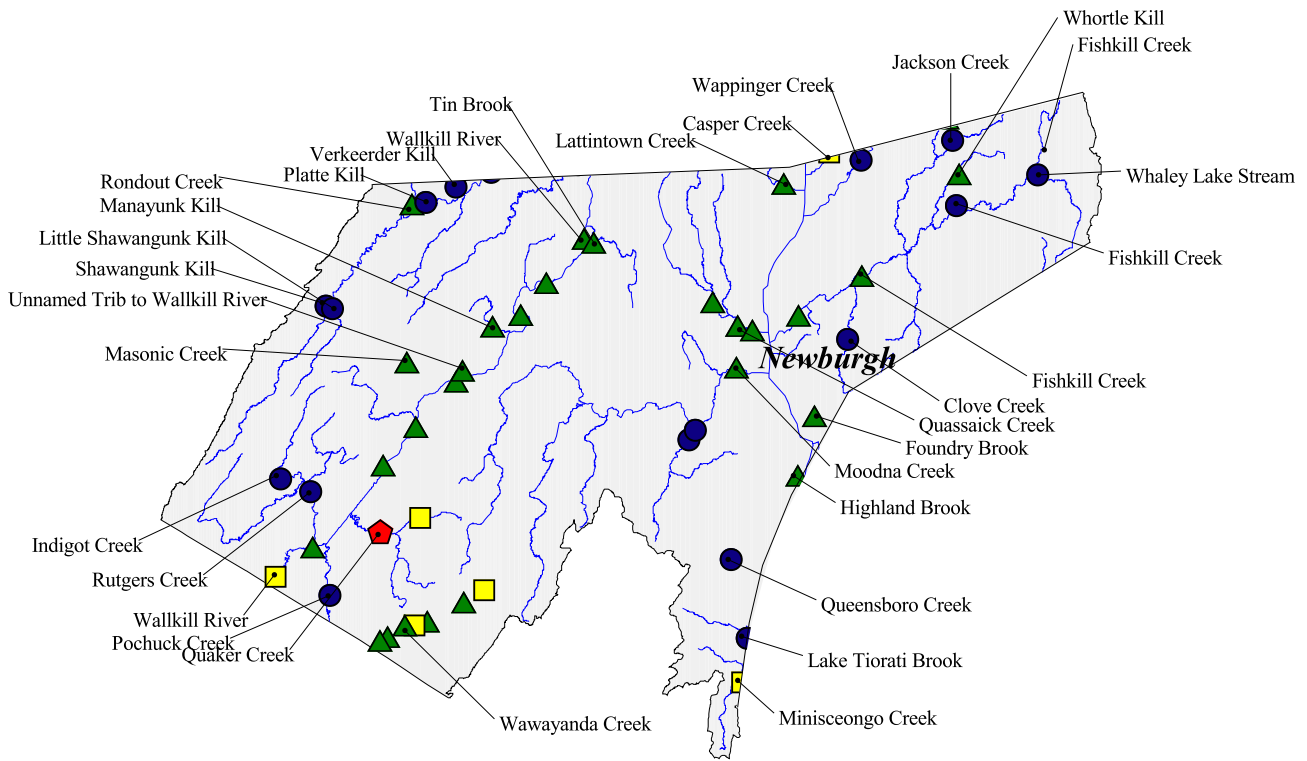 Whortle Kill
Fishkill Creek
Jackson Creek
Wappinger Creek
Tin Brook
Casper Creek
Wallkill River
Lattintown Creek
Verkeerder Kill
Platte Kill
Rondout Creek
Whaley Lake Stream
Manayunk Kill
Little Shawangunk Kill
Fishkill Creek
Shawangunk Kill
Unnamed Trib to Wallkill River
Masonic Creek
Newburgh
Fishkill Creek
Clove Creek
Quassaick Creek
Foundry Brook
Moodna Creek
Highland Brook
Indigot Creek
Rutgers Creek
Queensboro Creek
Wallkill River
Pochuck Creek
Quaker Creek
Lake Tiorati Brook
Minisceongo Creek
Wawayanda Creek